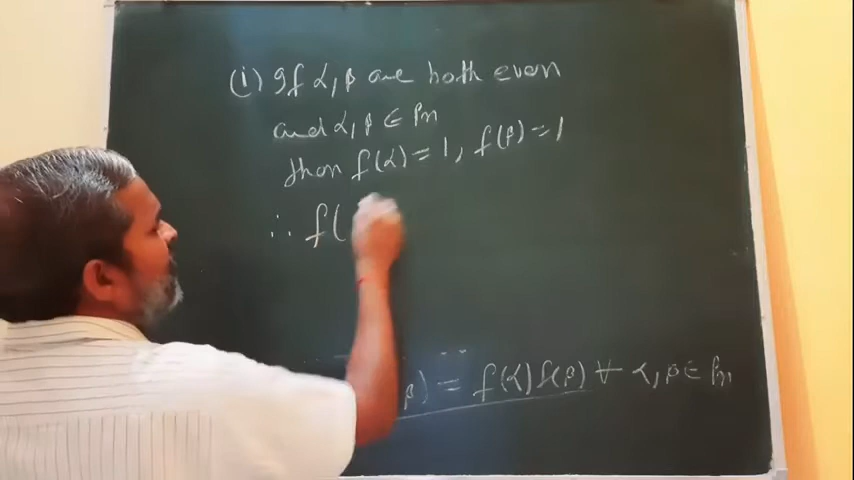 (i) If α, β are both even
and α, β ∈ Pn
then f(α) = 1, f(β) = 1
∴ f(
β) = f(α) f(β) ∀ α, β ∈ Pn